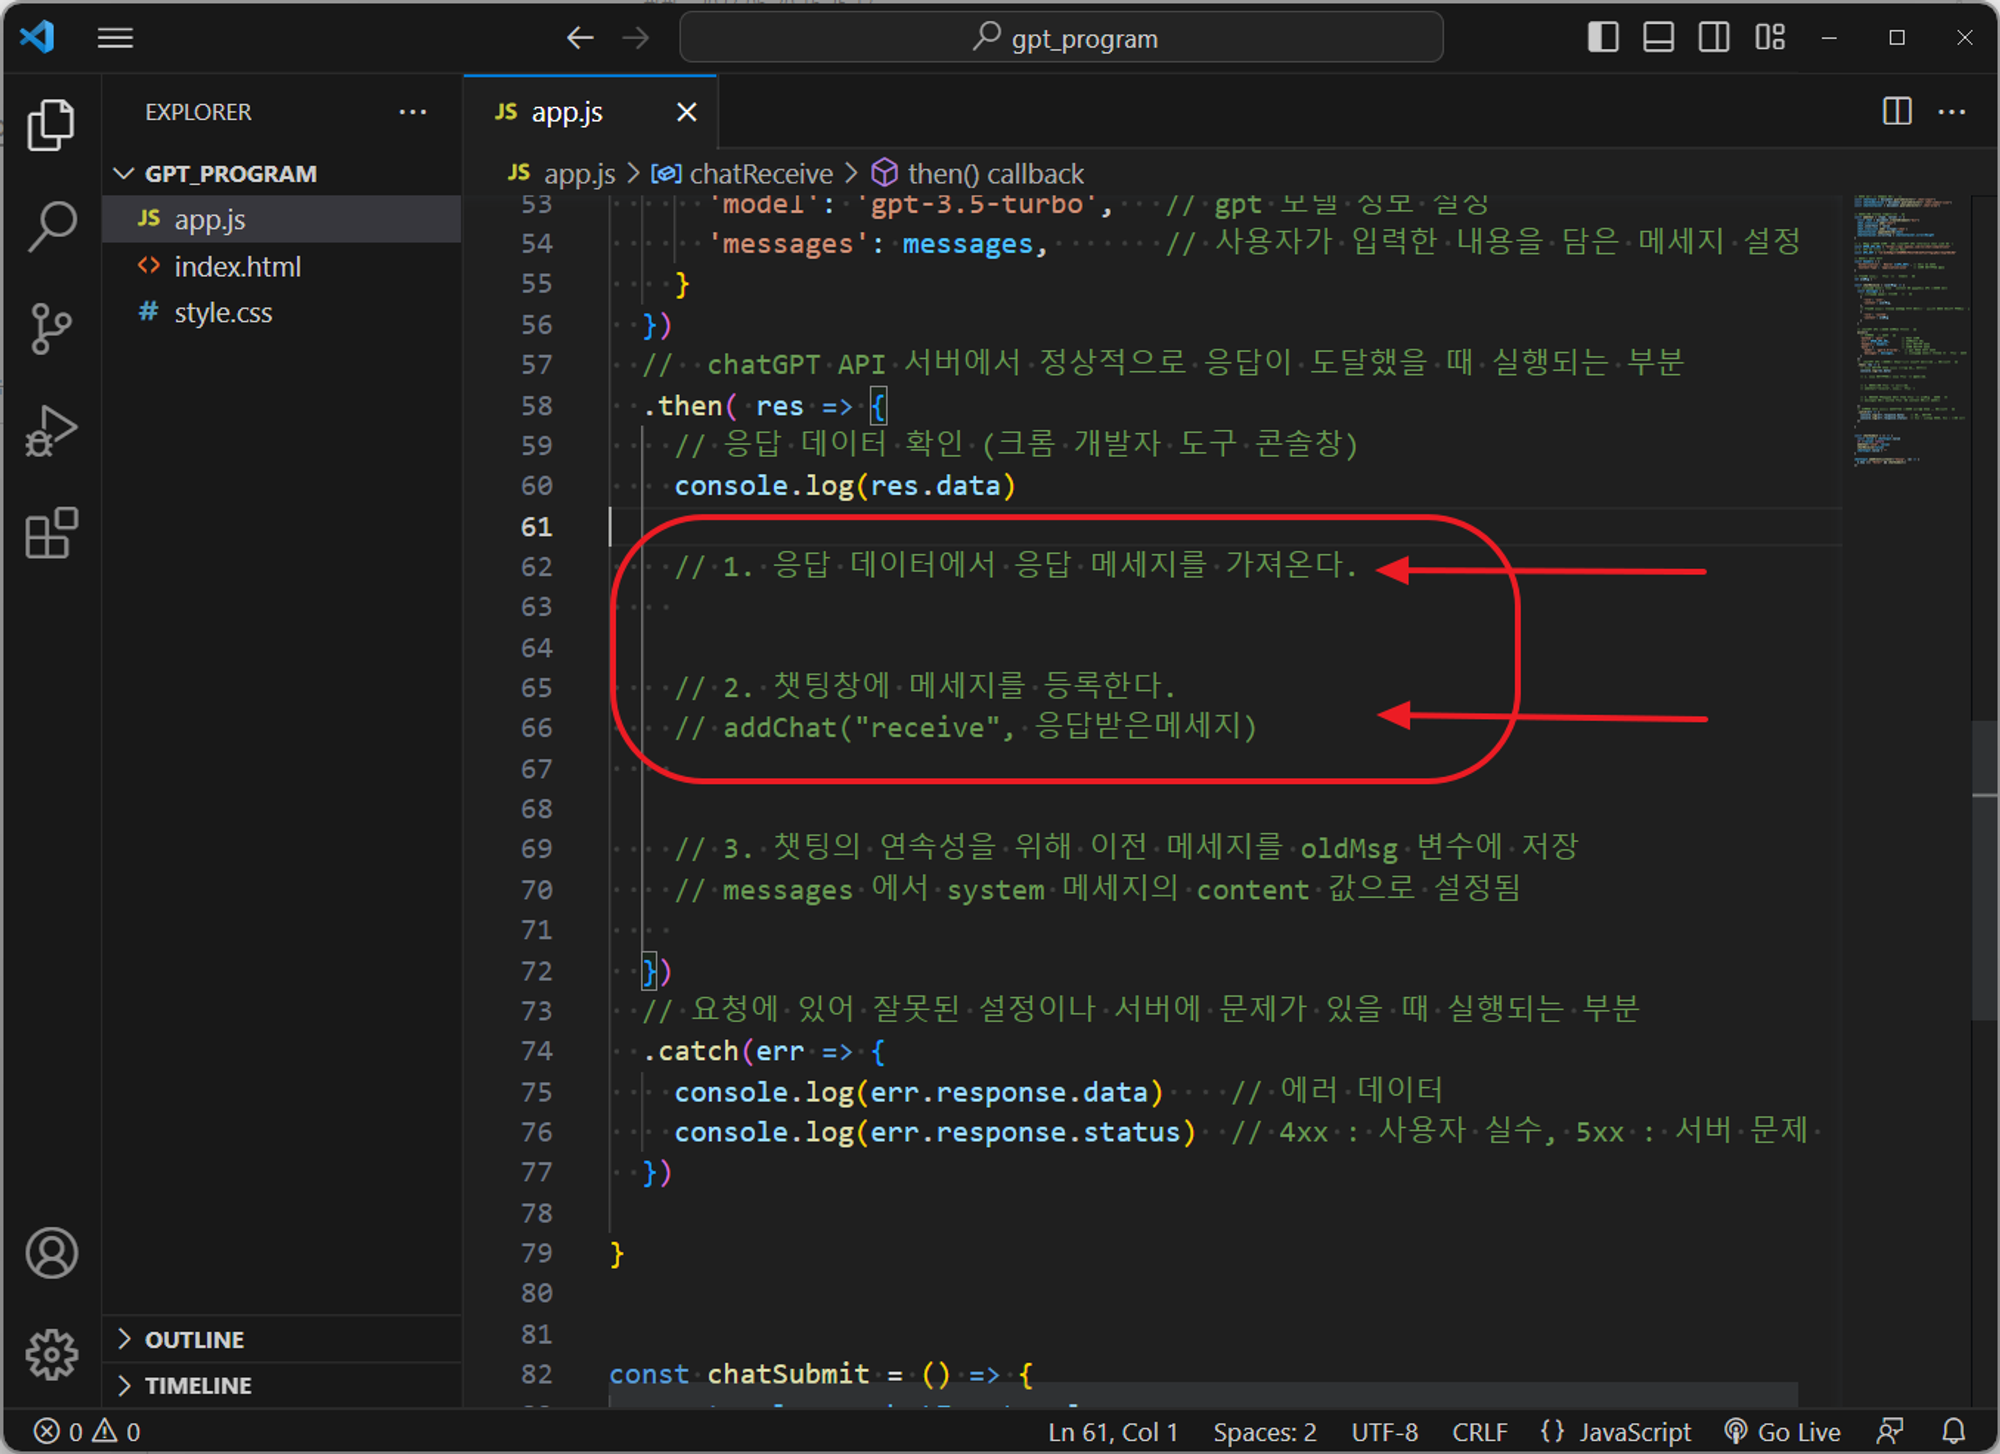 gpt_program
EXPLORER
JS app.js
GPT_PROGRAM
JS app.js
<> index.html
# style.css
OUTLINE
TIMELINE
JS app.js > chatReceive > then() callback
53 'model': 'gpt-3.5-turbo', // gpt 모델 정보 설정
54 'messages': messages, // 사용자가 입력한 내용을 담은 메세지 설정
55 }
56 })
57 // chatGPT API 서버에서 정상적으로 응답이 도달했을 때 실행되는 부분
58 .then( res => {
59 // 응답 데이터 확인 (크롬 개발자 도구 콘솔창)
60 console.log(res.data)
61
62 // 1. 응답 데이터에서 응답 메세지를 가져온다.
63
64
65 // 2. 챗팅창에 메세지를 등록한다.
66 // addChat("receive", 응답받은메세지)
67
68
69 // 3. 챗팅의 연속성을 위해 이전 메세지를 oldMsg 변수에 저장
70 // messages 에서 system 메세지의 content 값으로 설정됨
71
72 })
73 // 요청에 있어 잘못된 설정이나 서버에 문제가 있을 때 실행되는 부분
74 .catch(err => {
75 console.log(err.response.data) // 에러 데이터
76 console.log(err.response.status) // 4xx : 사용자 실수, 5xx : 서버 문제
77 })
78
79 }
80
81
82 const chatSubmit = () => {
0 0 Ln 61, Col 1 Spaces: 2 UTF-8 CRLF {} JavaScript Go Live